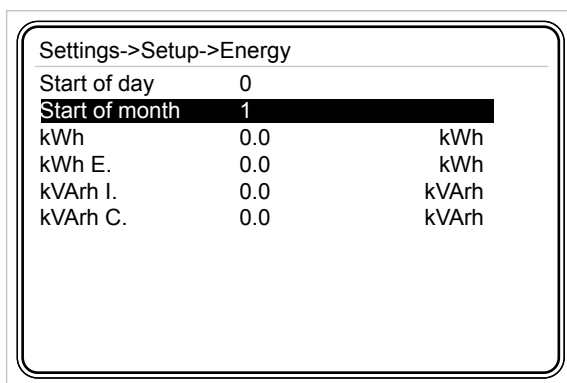 Settings->Setup->Energy
Start of day 0
Start of month 1
kWh 0.0 kWh
kWh E. 0.0 kWh
kVArh I. 0.0 kVArh
kVArh C. 0.0 kVArh